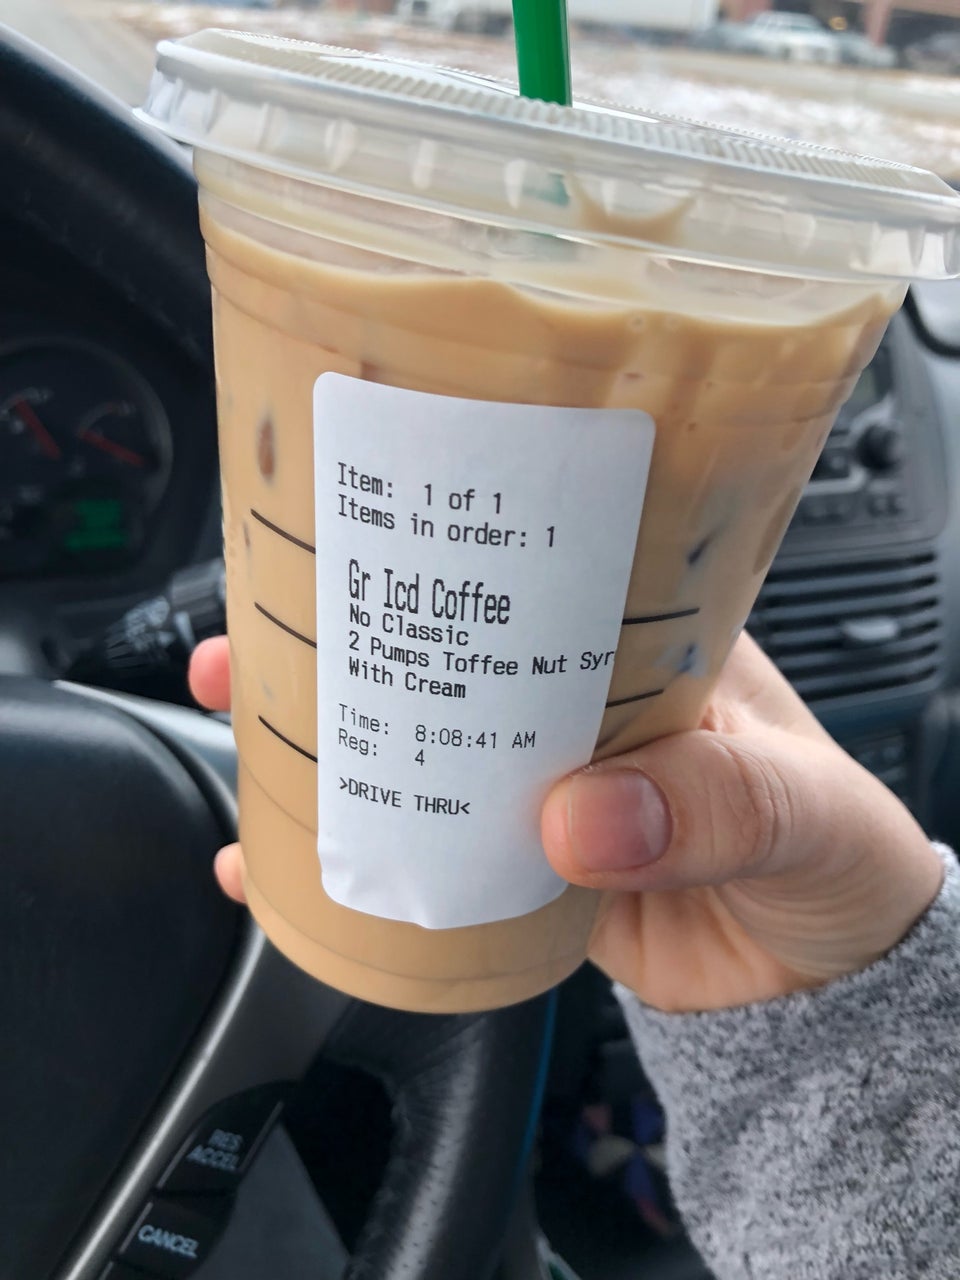 Item: 1 of 1
Items in order: 1
Gr Icd Coffee
No Classic
2 Pumps Toffee Nut Syr
With Cream
Time: 8:08:41 AM
Reg: 4
>DRIVE THRU<
RES
ACCEL
CANCEL